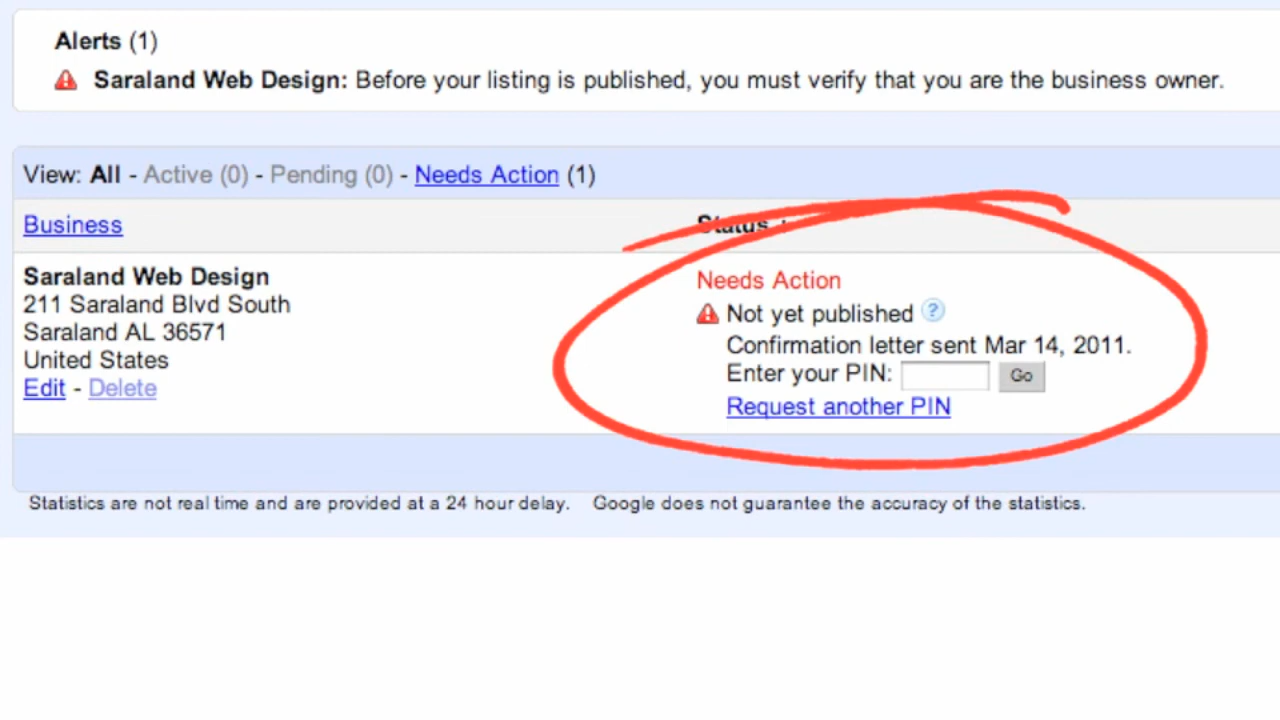 Alerts (1)
Saraland Web Design: Before your listing is published, you must verify that you are the business owner.
View: All - Active (0) - Pending (0) - Needs Action (1)
Business
Status
Saraland Web Design
211 Saraland Blvd South
Saraland AL 36571
United States
Edit - Delete
Needs Action
Not yet published ?
Confirmation letter sent Mar 14, 2011.
Enter your PIN: Go
Request another PIN
Statistics are not real time and are provided at a 24 hour delay. Google does not guarantee the accuracy of the statistics.